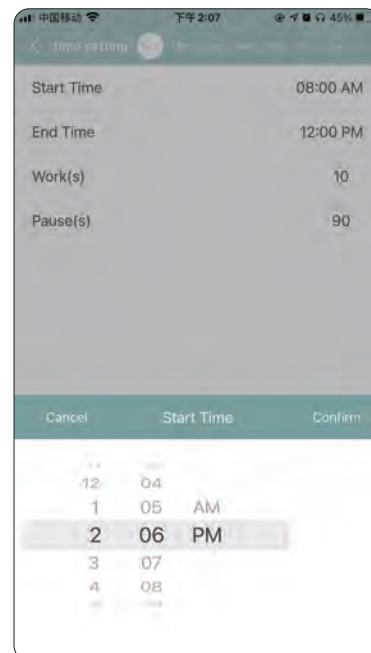 中国移动 下午2:07 45%
Time setting
Start Time 08:00 AM
End Time 12:00 PM
Work(s) 10
Pause(s) 90
Cancel Start Time Confirm
12 04
1 05 AM
2 06 PM
3 07
4 08